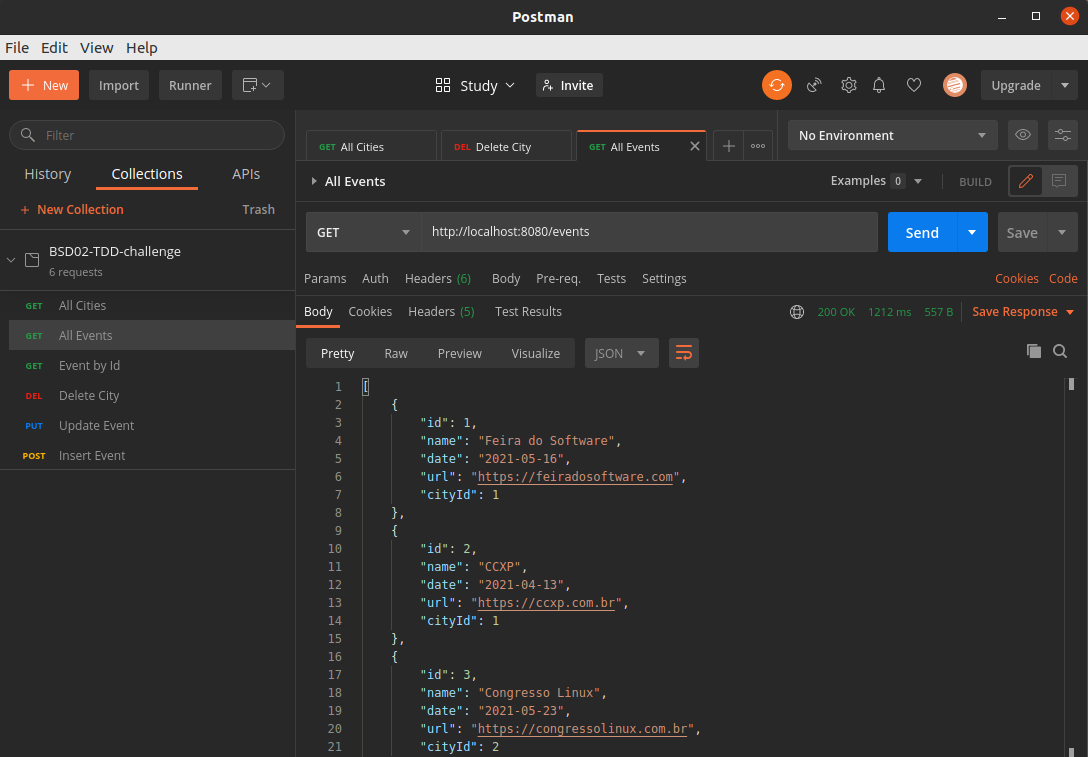 Postman
File Edit View Help
New Import Runner Study Invite Upgrade
Filter
History Collections APIs
New Collection Trash
BSD02-TDD-challenge
6 requests
GET All Cities
GET All Events
GET Event by Id
DEL Delete City
PUT Update Event
POST Insert Event
GET All Cities DEL Delete City GET All Events No Environment
All Events Examples 0 BUILD
GET http://localhost:8080/events Send Save
Params Auth Headers (6) Body Pre-req. Tests Settings Cookies Code
Body Cookies Headers (5) Test Results 200 OK 1212 ms 557 B Save Response
Pretty Raw Preview Visualize JSON
1 [
2 {
3 "id": 1,
4 "name": "Feira do Software",
5 "date": "2021-05-16",
6 "url": "https://feiradosoftware.com",
7 "cityId": 1
8 },
9 {
10 "id": 2,
11 "name": "CCXP",
12 "date": "2021-04-13",
13 "url": "https://ccxp.com.br",
14 "cityId": 1
15 },
16 {
17 "id": 3,
18 "name": "Congresso Linux",
19 "date": "2021-05-23",
20 "url": "https://congressolinux.com.br",
21 "cityId": 2